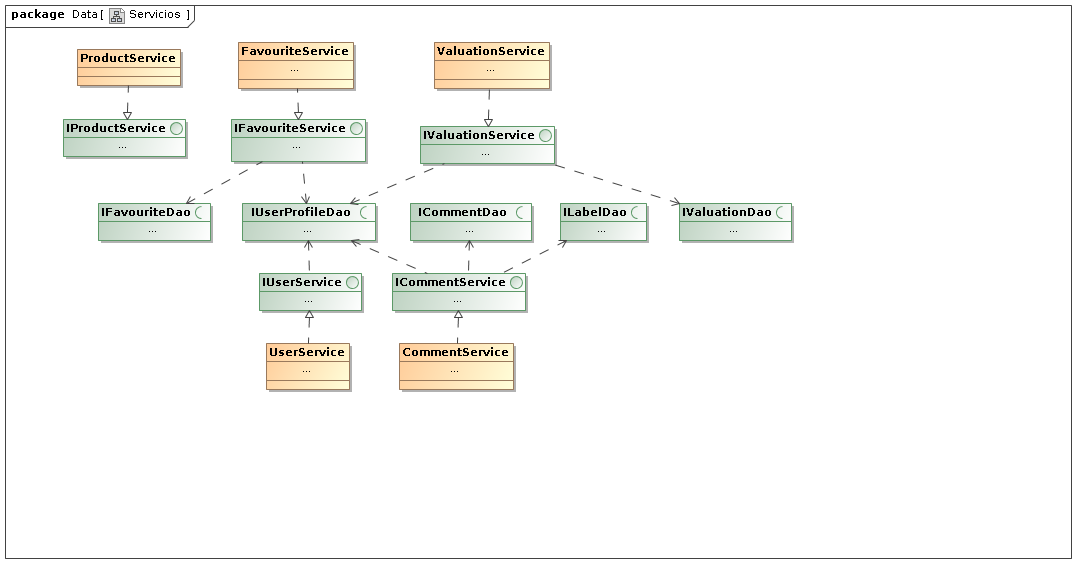 package Data [ Servicios ]
ProductService
FavouriteService
...
ValuationService
...
IProductService
...
IFavouriteService
...
IValuationService
...
IFavouriteDao
...
IUserProfileDao
...
ICommentDao
...
ILabelDao
...
IValuationDao
...
IUserService
...
ICommentService
...
UserService
...
CommentService
...